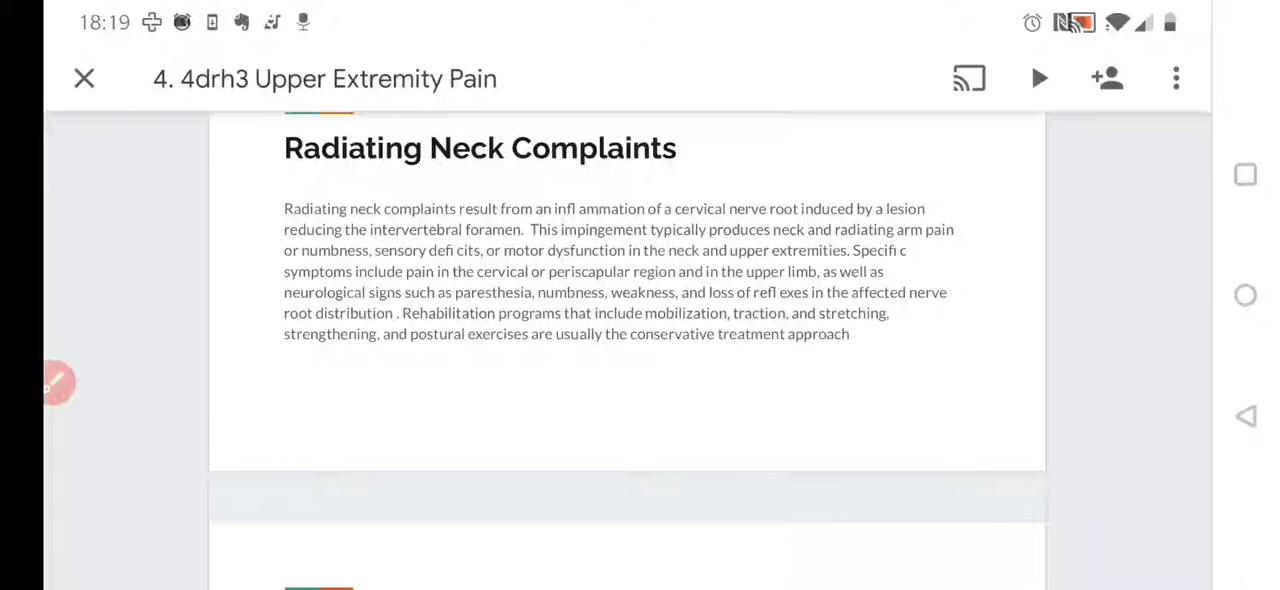 18:19
4. 4drh3 Upper Extremity Pain
Radiating Neck Complaints
Radiating neck complaints result from an infl ammation of a cervical nerve root induced by a lesion
reducing the intervertebral foramen.  This impingement typically produces neck and radiating arm pain
or numbness, sensory defi cits, or motor dysfunction in the neck and upper extremities. Specifi c
symptoms include pain in the cervical or periscapular region and in the upper limb, as well as
neurological signs such as paresthesia, numbness, weakness, and loss of refl exes in the affected nerve
root distribution . Rehabilitation programs that include mobilization, traction, and stretching,
strengthening, and postural exercises are usually the conservative treatment approach